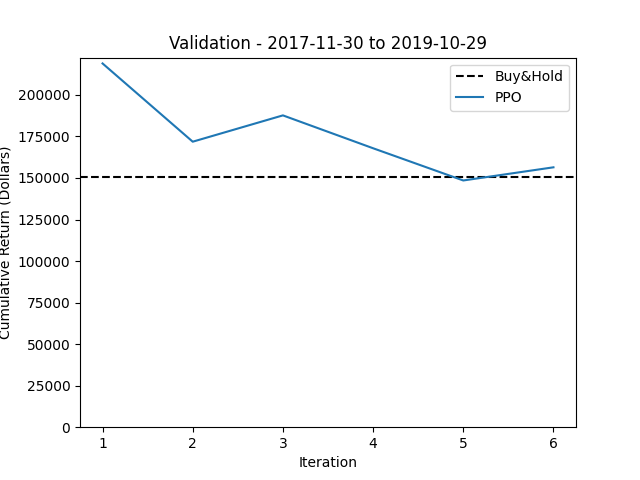 Validation - 2017-11-30 to 2019-10-29
Buy&Hold
PPO
200000
175000
150000
125000
100000
75000
50000
25000
0
Cumulative Return (Dollars)
1 2 3 4 5 6
Iteration